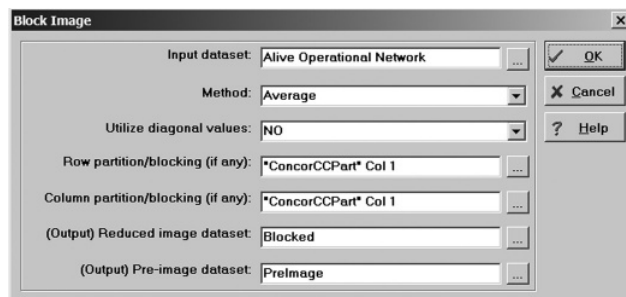 Block Image
x
Input dataset: Alive Operational Network ...
OK
Method: Average
Cancel
Utilize diagonal values: NO
? Help
Row partition/blocking (if any): "ConcorCCPart" Col 1 ...
Column partition/blocking (if any): "ConcorCCPart" Col 1 ...
(Output) Reduced image dataset: Blocked ...
(Output) Pre-image dataset: PreImage ...